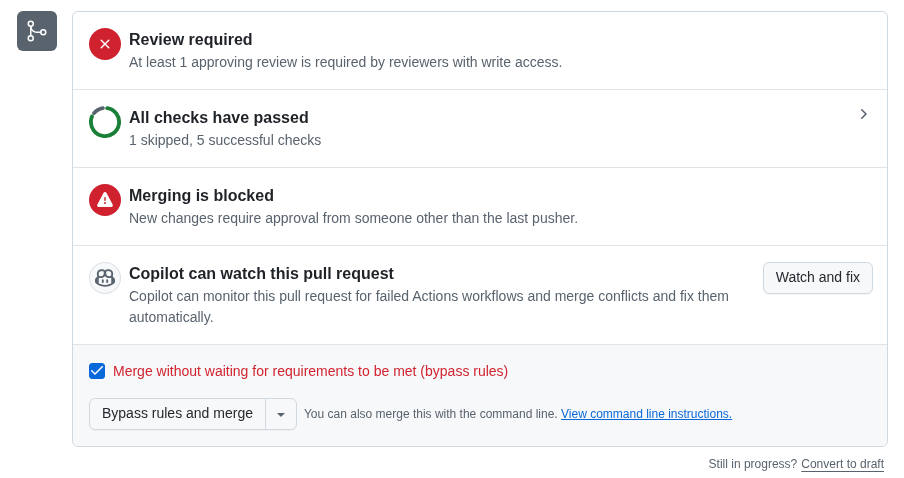 Review required
At least 1 approving review is required by reviewers with write access.
All checks have passed
1 skipped, 5 successful checks
Merging is blocked
New changes require approval from someone other than the last pusher.
Copilot can watch this pull request
Watch and fix
Copilot can monitor this pull request for failed Actions workflows and merge conflicts and fix them
automatically.
Merge without waiting for requirements to be met (bypass rules)
Bypass rules and merge
You can also merge this with the command line. View command line instructions.
Still in progress? Convert to draft